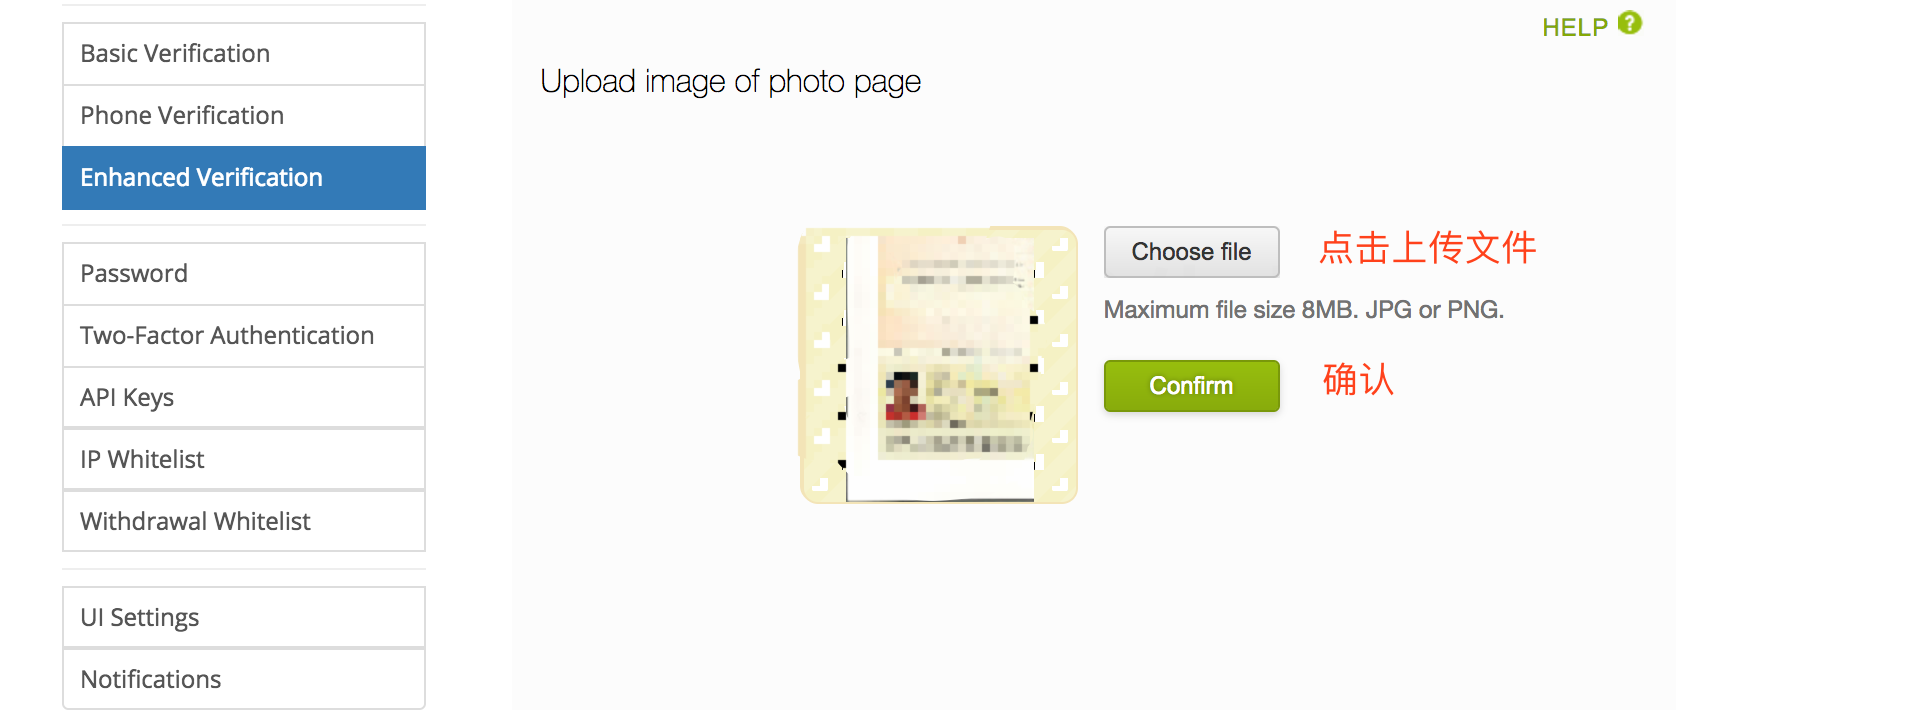 Basic Verification
Phone Verification
Enhanced Verification
Password
Two-Factor Authentication
API Keys
IP Whitelist
Withdrawal Whitelist
UI Settings
Notifications
HELP ?
Upload image of photo page
Choose file 点击上传文件
Maximum file size 8MB. JPG or PNG.
Confirm 确认